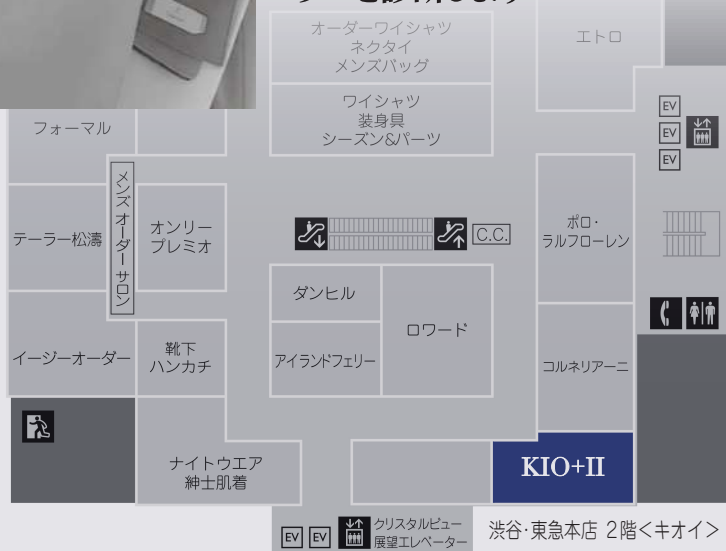 オーダーワイシャツ
ネクタイ
メンズバッグ
エトロ
ワイシャツ
装身具
シーズン&パーツ
フォーマル
EV
EV
EV
メンズオーダーサロン
テーラー松濤
オンリー
プレミオ
C.C.
ポロ・
ラルフローレン
ダンヒル
ロワード
アイランドフェリー
イージーオーダー
靴下
ハンカチ
コルネリアーニ
ナイトウエア
紳士肌着
KIO+II
EV EV
クリスタルビュー
展望エレベーター
渋谷・東急本店 2階<キオイ>